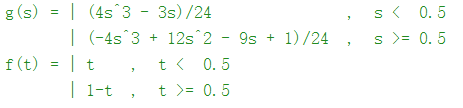 g(s) = | (4s^3 - 3s)/24 , s < 0.5
| (-4s^3 + 12s^2 - 9s + 1)/24 , s >= 0.5
f(t) = | t , t < 0.5
| 1-t , t >= 0.5